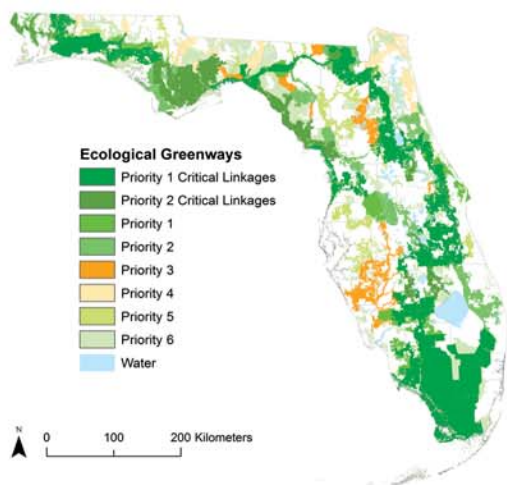 Ecological Greenways
Priority 1 Critical Linkages
Priority 2 Critical Linkages
Priority 1
Priority 2
Priority 3
Priority 4
Priority 5
Priority 6
Water
N
0 100 200 Kilometers